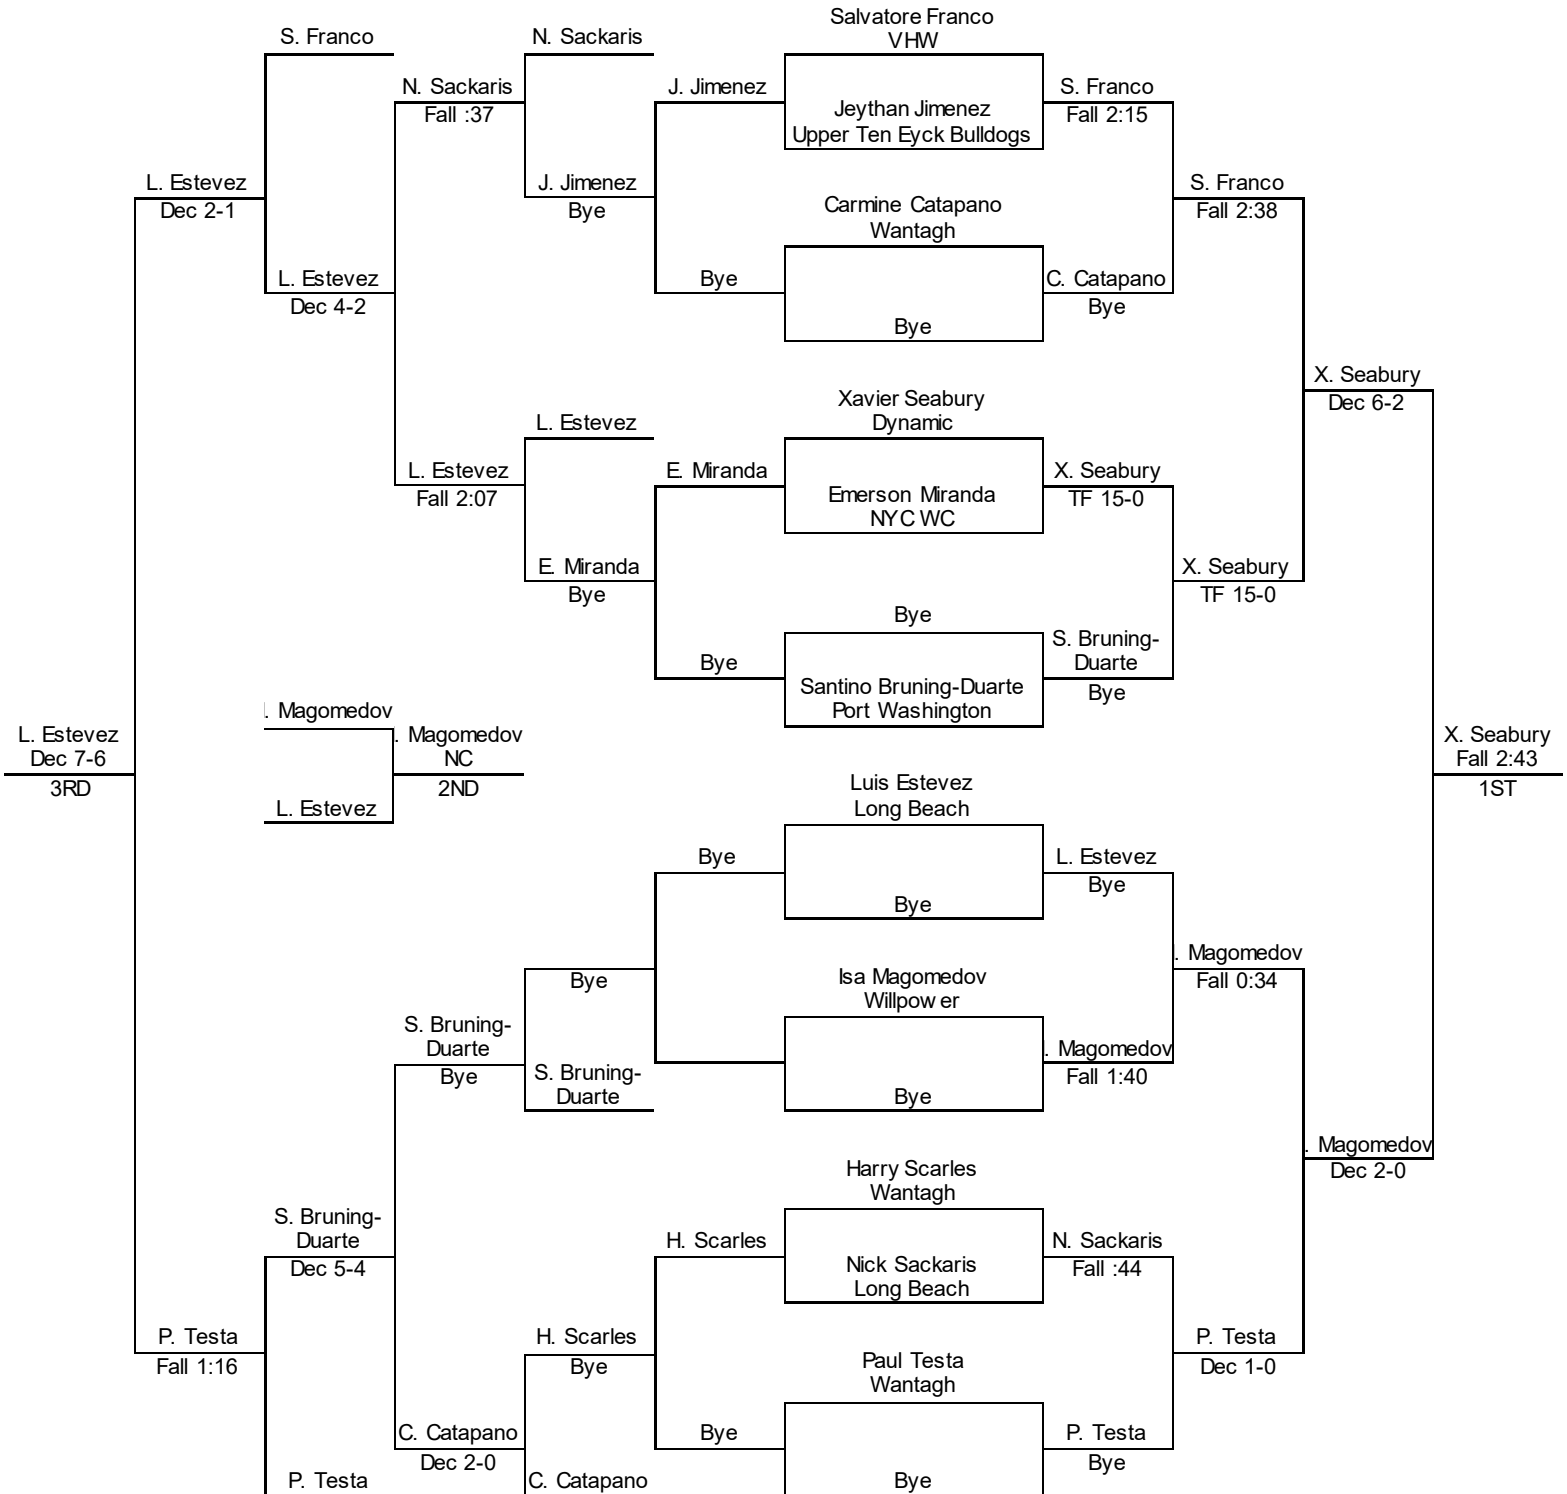 Salvatore Franco
VHW
S. Franco
N. Sackaris
N. Sackaris
Fall :37
J. Jimenez
Jeythan Jimenez
Upper Ten Eyck Bulldogs
S. Franco
Fall 2:15
L. Estevez
Dec 2-1
J. Jimenez
Bye
Carmine Catapano
Wantagh
S. Franco
Fall 2:38
L. Estevez
Dec 4-2
Bye
Bye
C. Catapano
Bye
X. Seabury
Dec 6-2
L. Estevez
Xavier Seabury
Dynamic
L. Estevez
Fall 2:07
E. Miranda
Emerson Miranda
NYC WC
X. Seabury
TF 15-0
E. Miranda
Bye
X. Seabury
TF 15-0
Bye
Bye
Santino Bruning-Duarte
Port Washington
S. Bruning-
Duarte
Bye
. Magomedov
L. Estevez
Dec 7-6
3RD
. Magomedov
NC
2ND
L. Estevez
X. Seabury
Fall 2:43
1ST
Luis Estevez
Long Beach
Bye
Bye
L. Estevez
Bye
Bye
Isa Magomedov
Willpower
. Magomedov
Fall 0:34
S. Bruning-
Duarte
Bye
S. Bruning-
Duarte
Bye
. Magomedov
Fall 1:40
. Magomedov
Dec 2-0
Harry Scarles
Wantagh
S. Bruning-
Duarte
Dec 5-4
H. Scarles
Nick Sackaris
Long Beach
N. Sackaris
Fall :44
P. Testa
Fall 1:16
H. Scarles
Bye
Paul Testa
Wantagh
P. Testa
Dec 1-0
C. Catapano
Dec 2-0
Bye
Bye
P. Testa
Bye
P. Testa
C. Catapano